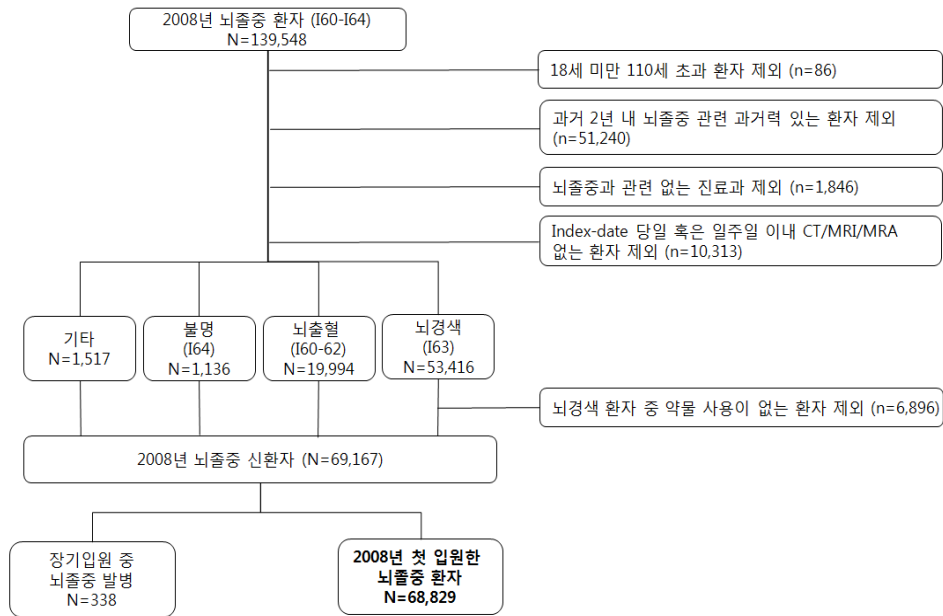 2008년 뇌졸중 환자 (I60-I64)
N=139,548
18세 미만 110세 초과 환자 제외 (n=86)
과거 2년 내 뇌졸중 관련 과거력 있는 환자 제외
(n=51,240)
뇌졸중과 관련 없는 진료과 제외 (n=1,846)
Index-date 당일 혹은 일주일 이내 CT/MRI/MRA
없는 환자 제외 (n=10,313)
기타
N=1,517
불명
(I64)
N=1,136
뇌출혈
(I60-62)
N=19,994
뇌경색
(I63)
N=53,416
뇌경색 환자 중 약물 사용이 없는 환자 제외 (n=6,896)
2008년 뇌졸중 신환자 (N=69,167)
장기입원 중
뇌졸중 발병
N=338
2008년 첫 입원한
뇌졸중 환자
N=68,829